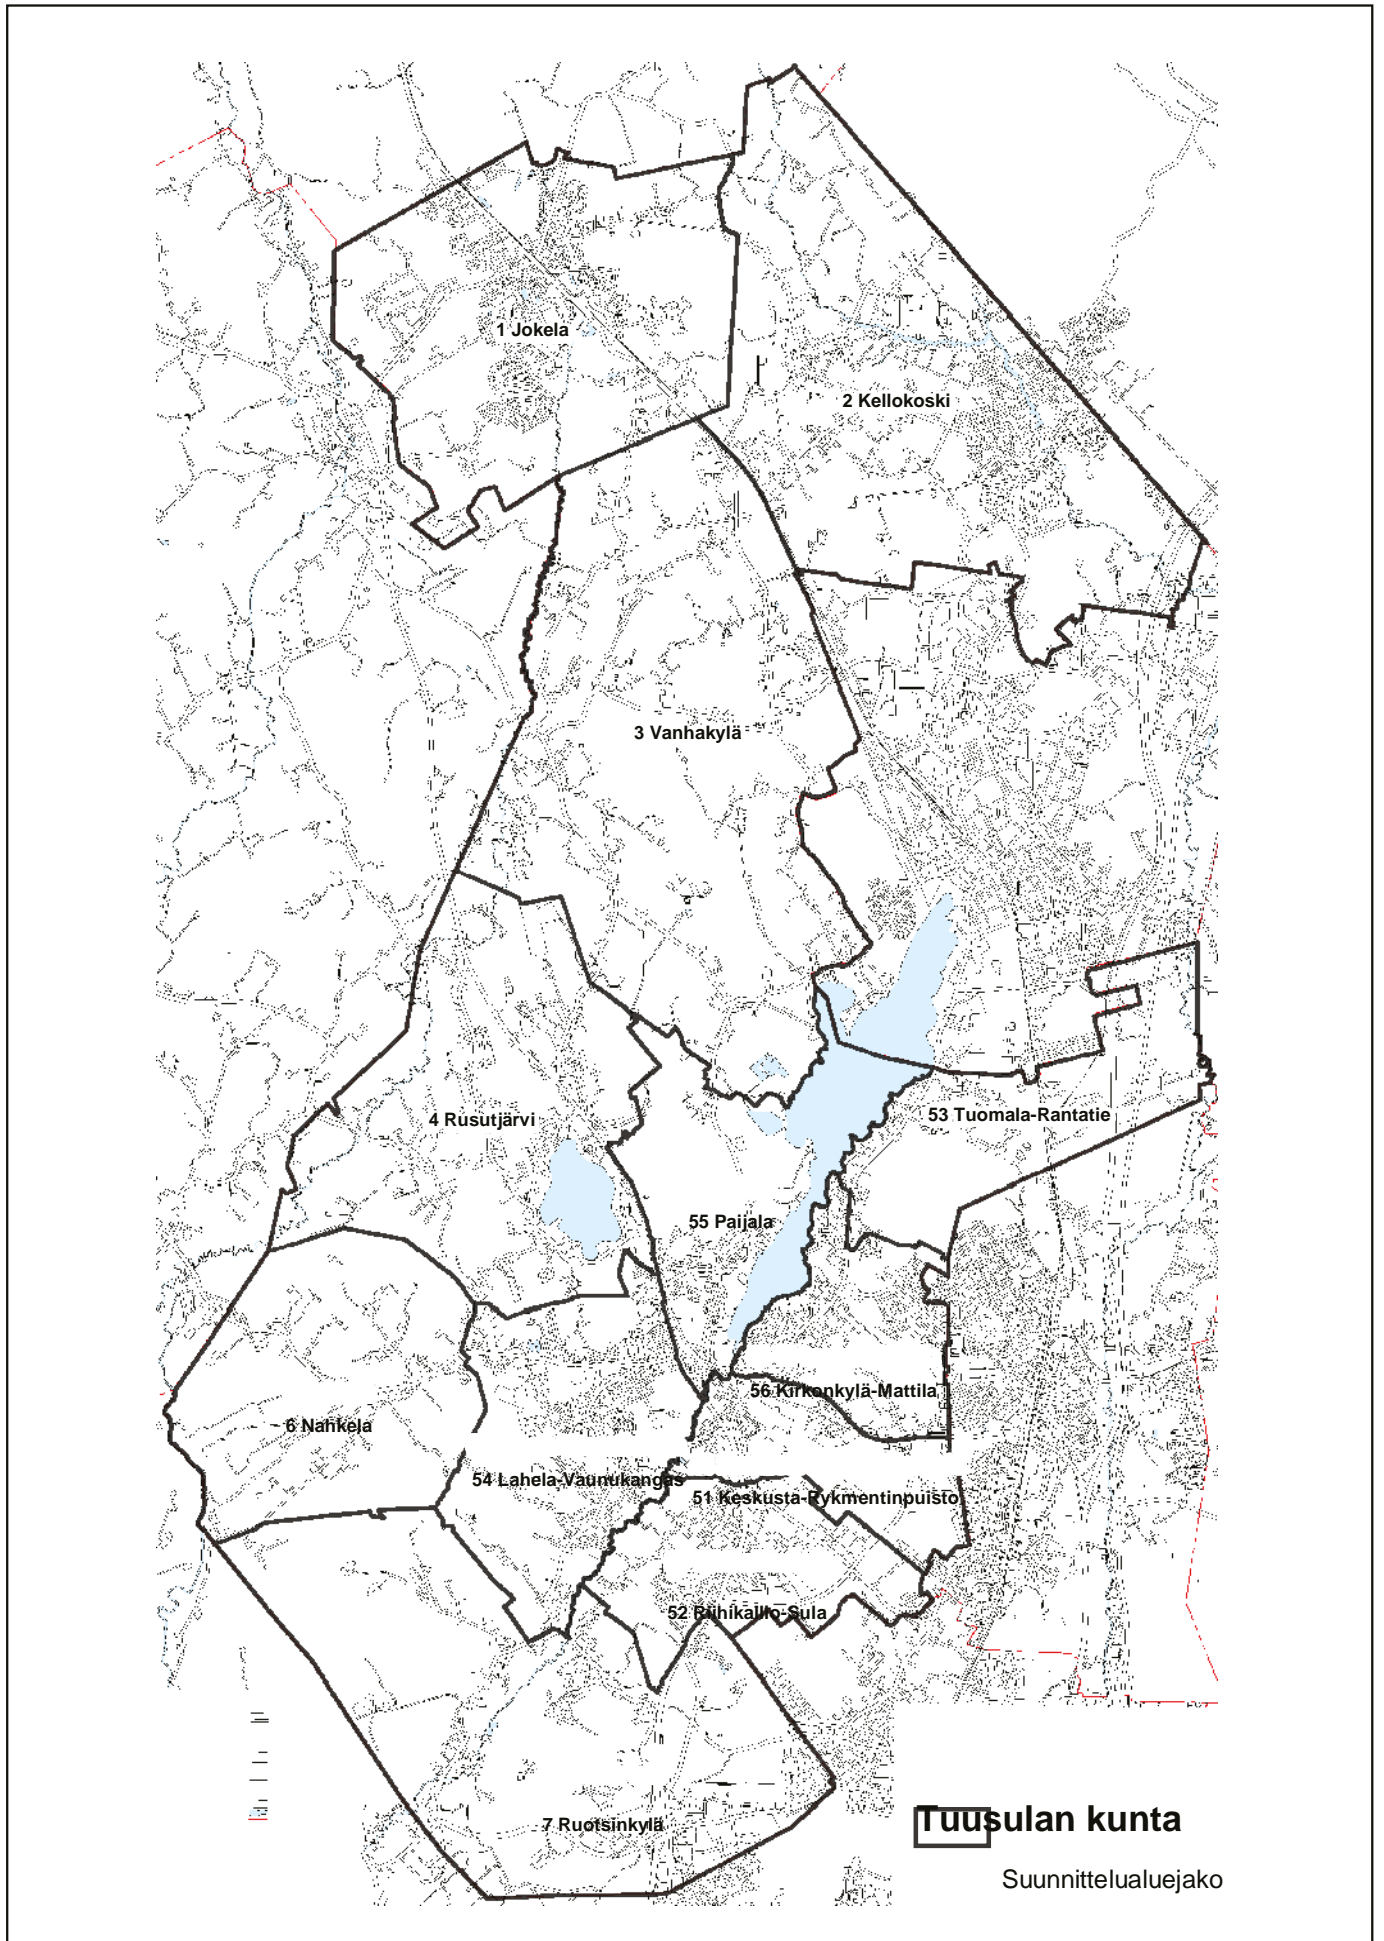 1 Jokela
2 Kellokoski
3 Vanhakylä
4 Rusutjärvi
53 Tuomala-Rantatie
55 Paijala
56 Kirkonkylä-Mattila
6 Nahkela
54 Lahela-Vaunukangas
51 Keskusta-Rykmentinpuisto
52 Riihikallio-Sula
7 Ruotsinkylä
Tuusulan kunta
Suunnittelualuejako